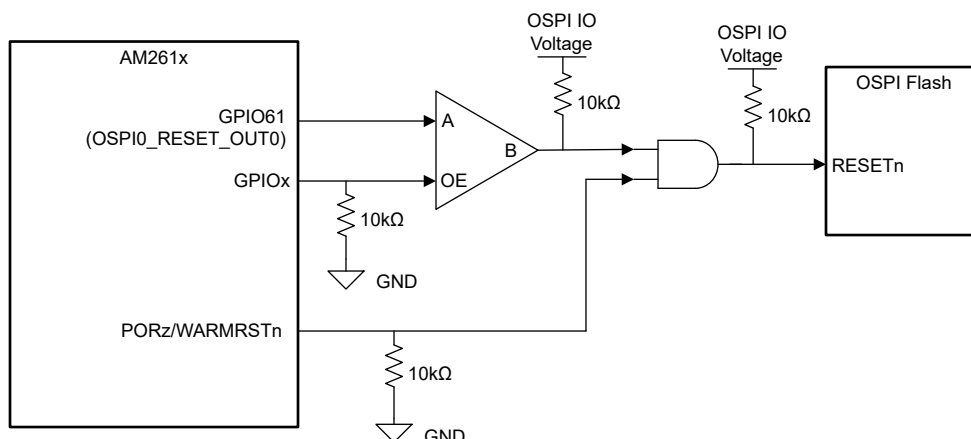 OSPI IO
Voltage
OSPI IO
Voltage
AM261x
OSPI Flash
10kΩ
10kΩ
GPIO61
(OSPI0_RESET_OUT0)
A
B
RESETn
GPIOx
OE
10kΩ
GND
PORz/WARMRSTn
10kΩ
GND